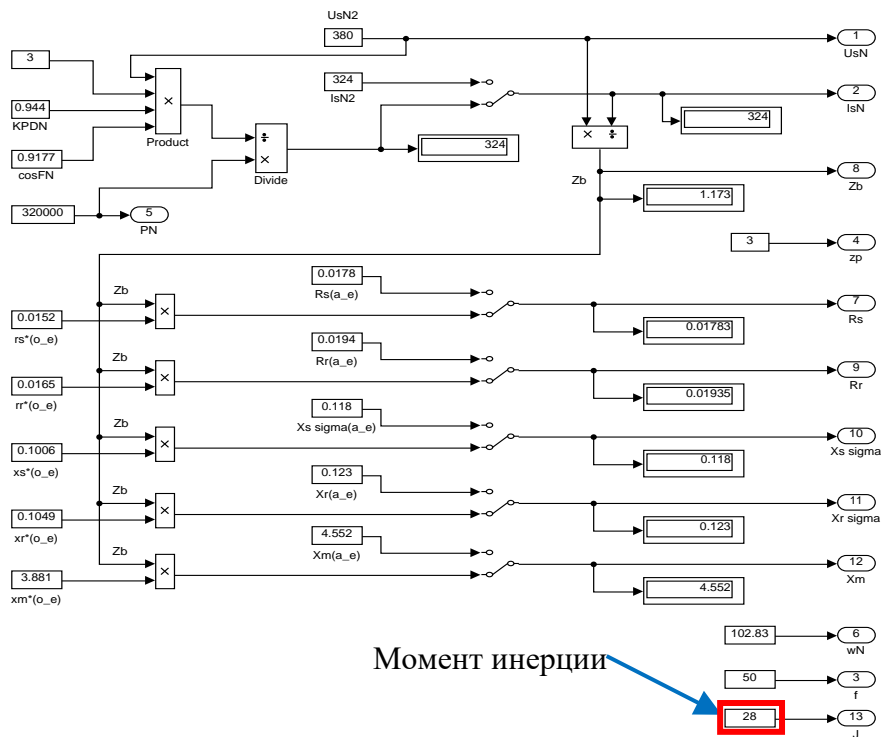 UsN2
380
1
UsN
3
324
IsN2
2
IsN
×
Product
0.944
KPDN
÷
×
Divide
324
324
× ÷
0.9177
cosFN
Zb
8
Zb
1.173
320000
5
PN
3
4
zp
Zb
0.0178
Rs(a_e)
×
7
Rs
0.0152
rs*(o_e)
0.01783
Zb
0.0194
Rr(a_e)
×
9
Rr
0.0165
rr*(o_e)
0.01935
Zb
0.118
Xs sigma(a_e)
×
10
Xs sigma
0.1006
xs*(o_e)
0.118
Zb
0.123
Xr(a_e)
×
11
Xr sigma
0.1049
xr*(o_e)
0.123
Zb
4.552
Xm(a_e)
×
12
Xm
3.881
xm*(o_e)
4.552
102.83
6
wN
Момент инерции
50
3
f
28
13
J